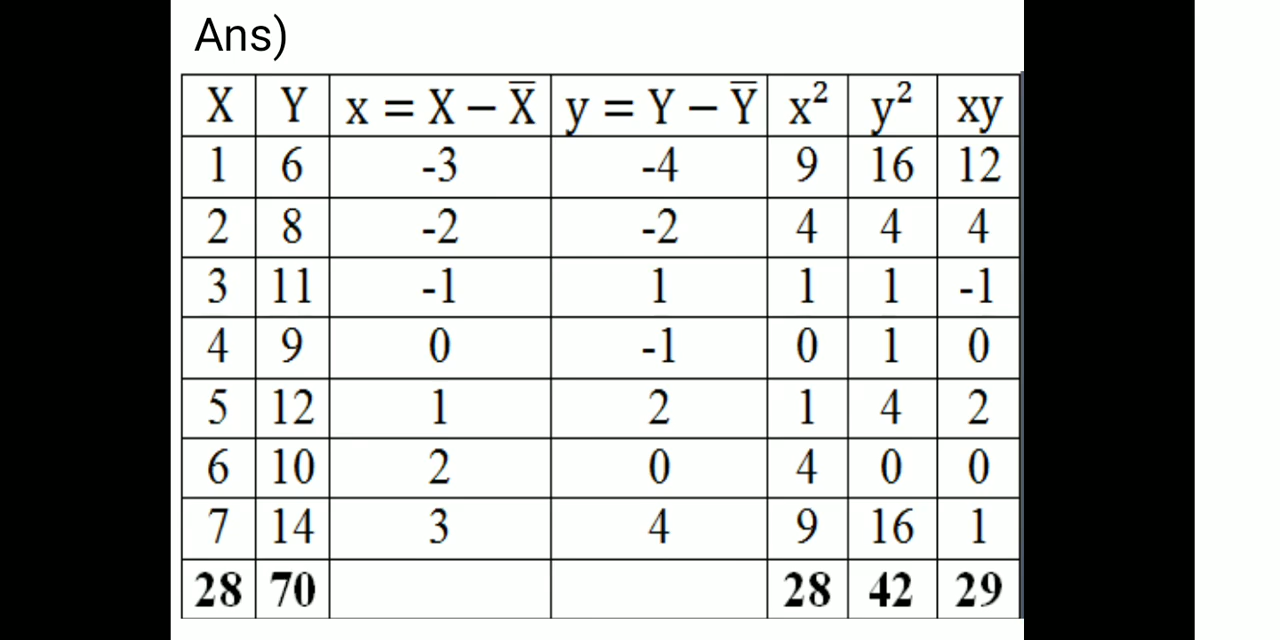 Ans)
X Y x = X − X̅ y = Y − Y̅ x² y² xy
1 6 -3 -4 9 16 12
2 8 -2 -2 4 4 4
3 11 -1 1 1 1 -1
4 9 0 -1 0 1 0
5 12 1 2 1 4 2
6 10 2 0 4 0 0
7 14 3 4 9 16 1
28 70 28 42 29